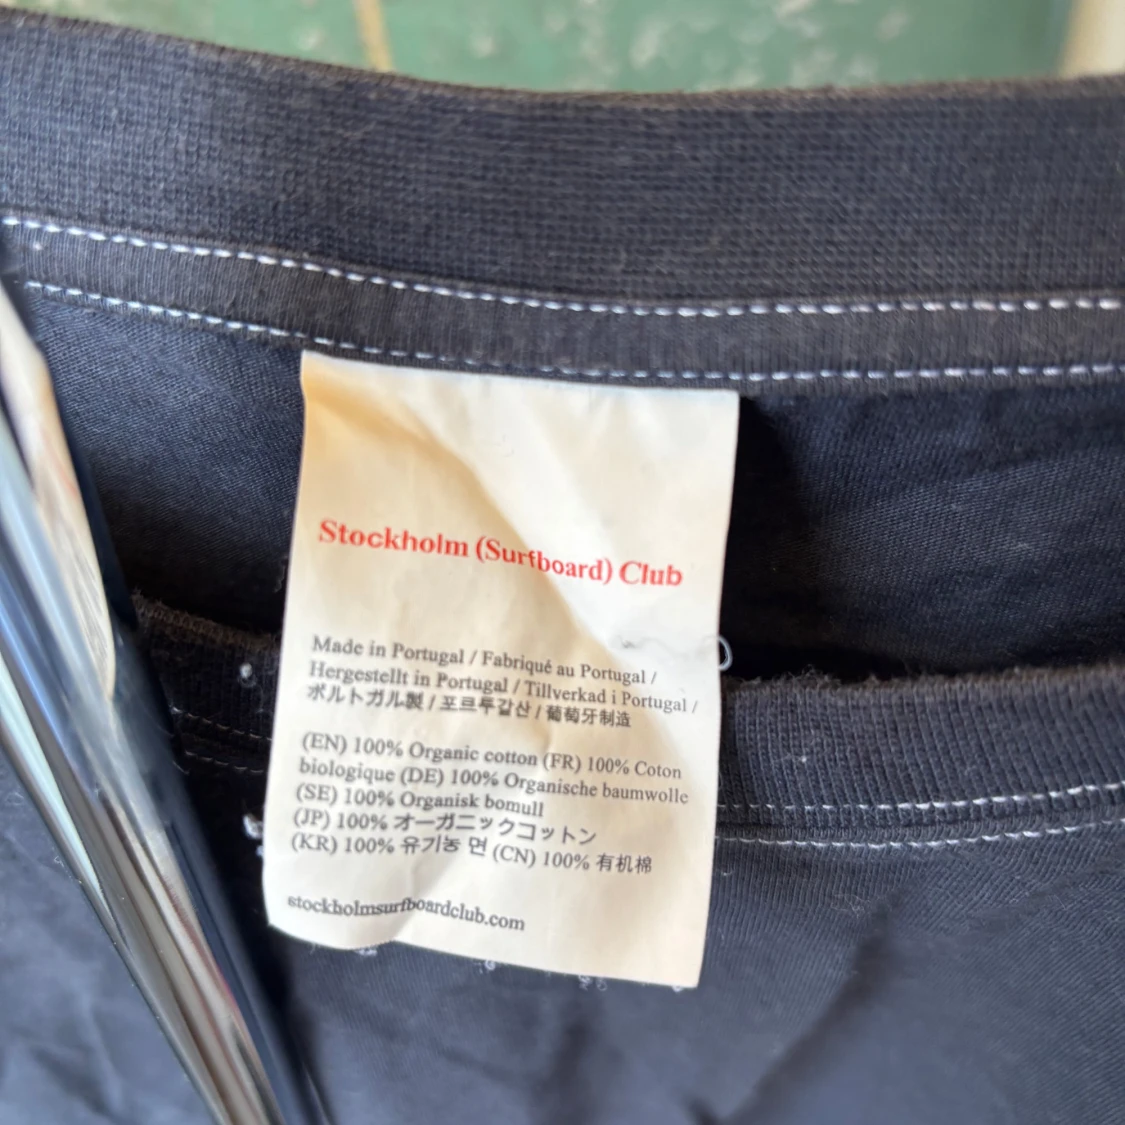 Stockholm (Surfboard) Club
Made in Portugal / Fabriqué au Portugal /
Hergestellt in Portugal / Tillverkad i Portugal /
ポルトガル製 / 포르투갈산 / 葡萄牙制造
(EN) 100% Organic cotton (FR) 100% Coton
biologique (DE) 100% Organische baumwolle
(SE) 100% Organisk bomull
(JP) 100% オーガニックコットン
(KR) 100% 유기농 면 (CN) 100% 有机棉
stockholmsurfboardclub.com